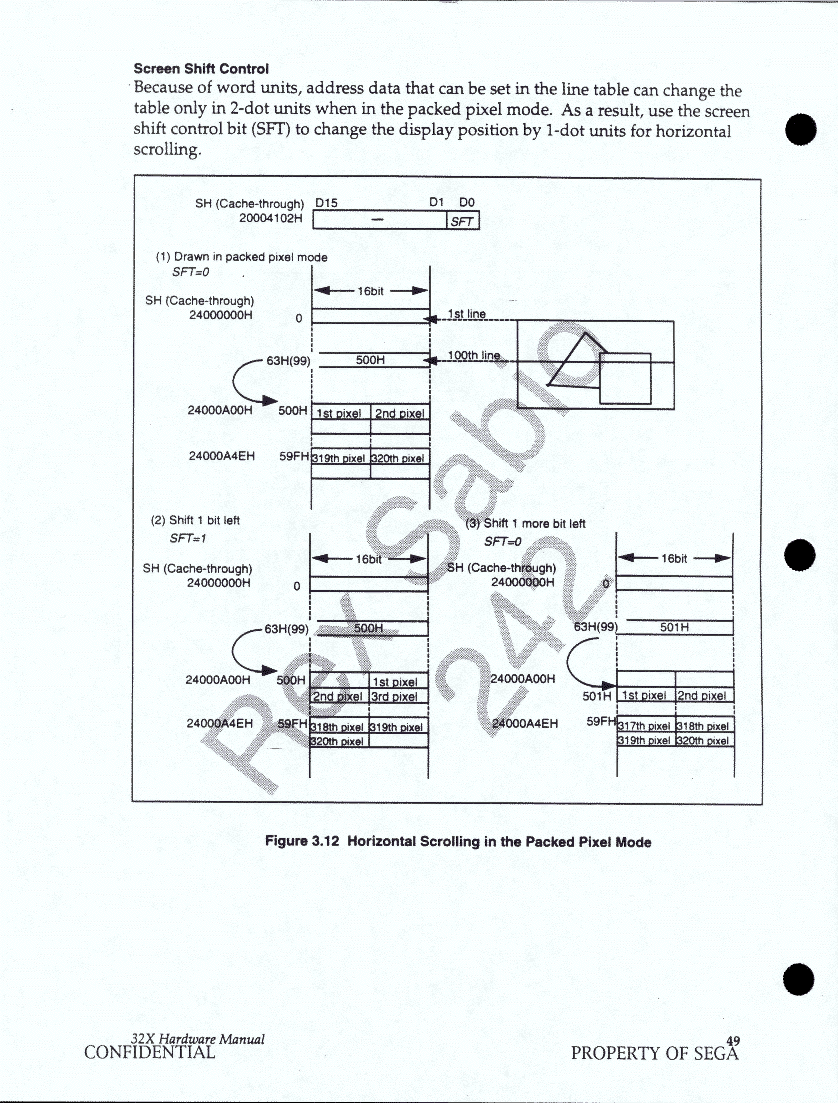 Screen Shift Control
Because of word units, address data that can be set in the line table can change the
table only in 2-dot units when in the packed pixel mode. As a result, use the screen
shift control bit (SFT) to change the display position by 1-dot units for horizontal
scrolling.
SH (Cache-through) D15 D1 D0
20004102H – SFT
(1) Drawn in packed pixel mode
SFT=0
16bit
SH (Cache-through)
24000000H 0 1st line
63H(99) 500H 100th line
24000A00H 500H 1st pixel 2nd pixel
24000A4EH 59FH 319th pixel 320th pixel
(2) Shift 1 bit left
SFT=1
16bit
SH (Cache-through)
24000000H 0
63H(99) 500H
24000A00H 500H 1st pixel
2nd pixel 3rd pixel
24000A4EH 59FH 318th pixel 319th pixel
320th pixel
(3) Shift 1 more bit left
SFT=0
16bit
SH (Cache-through)
24000000H 0
63H(99) 501H
24000A00H
501H 1st pixel 2nd pixel
24000A4EH 59FH 317th pixel 318th pixel
319th pixel 320th pixel
Rex Sabio
242
Figure 3.12 Horizontal Scrolling in the Packed Pixel Mode
32X Hardware Manual 49
CONFIDENTIAL PROPERTY OF SEGA